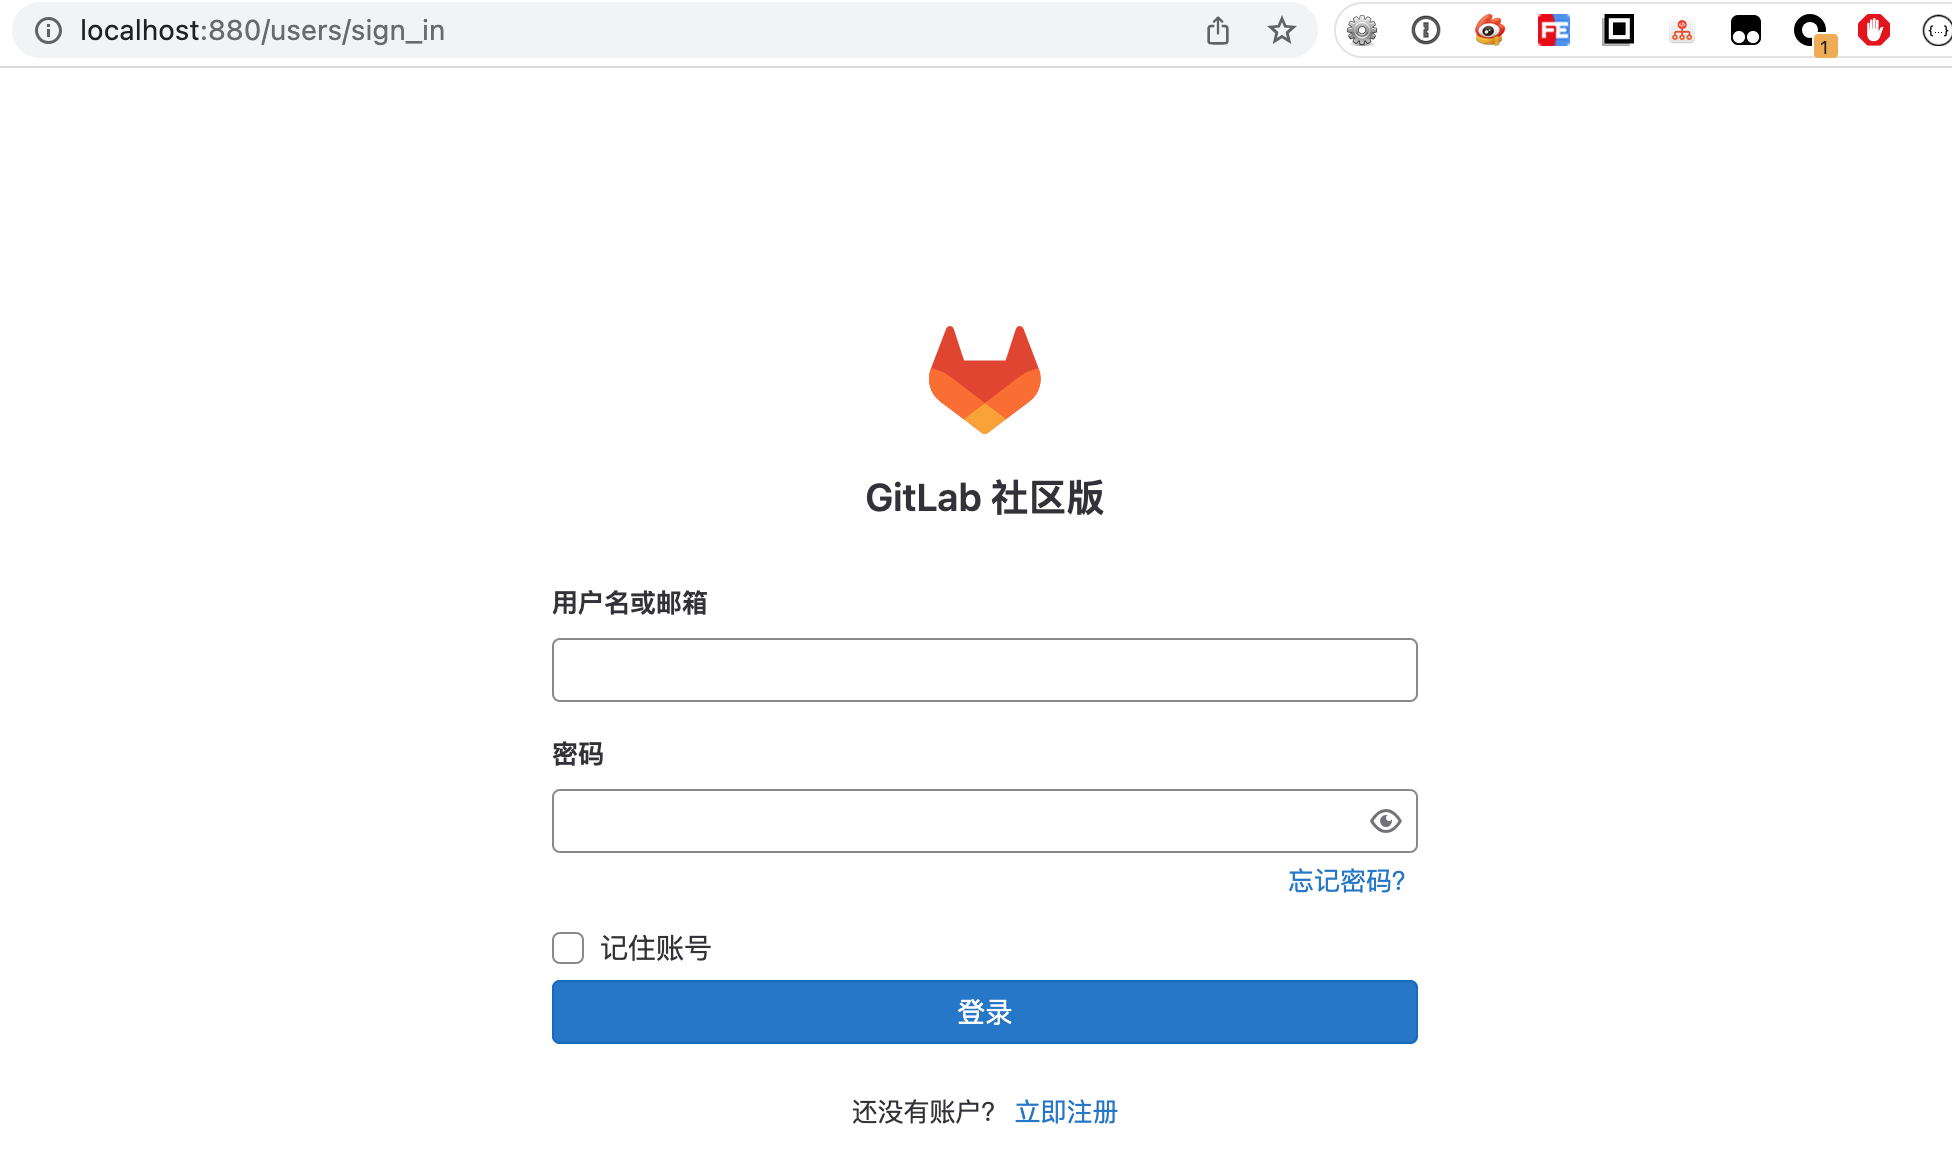 localhost:880/users/sign_in
FE
1
{...}
GitLab 社区版
用户名或邮箱
密码
忘记密码?
记住账号
登录
还没有账户? 立即注册